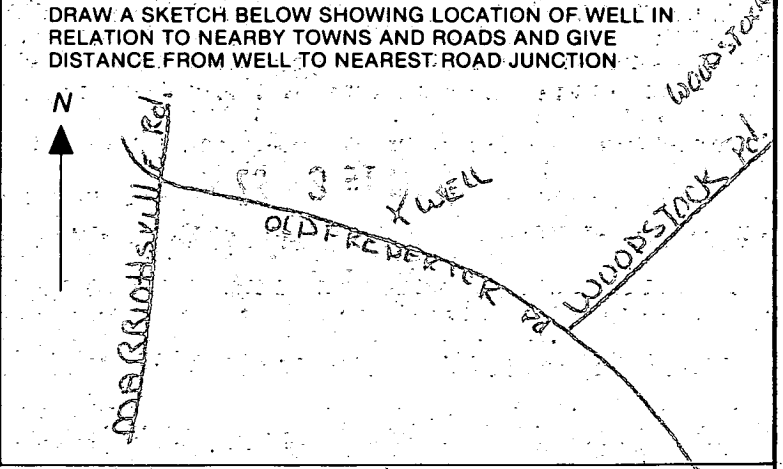 DRAW A SKETCH BELOW SHOWING LOCATION OF WELL IN
RELATION TO NEARBY TOWNS AND ROADS AND GIVE
DISTANCE FROM WELL TO NEAREST ROAD JUNCTION
WOODSTOCK
N
MARRIOTTSVILLE Rd.
X WELL
OLD FREDERICK Rd.
WOODSTOCK Rd.